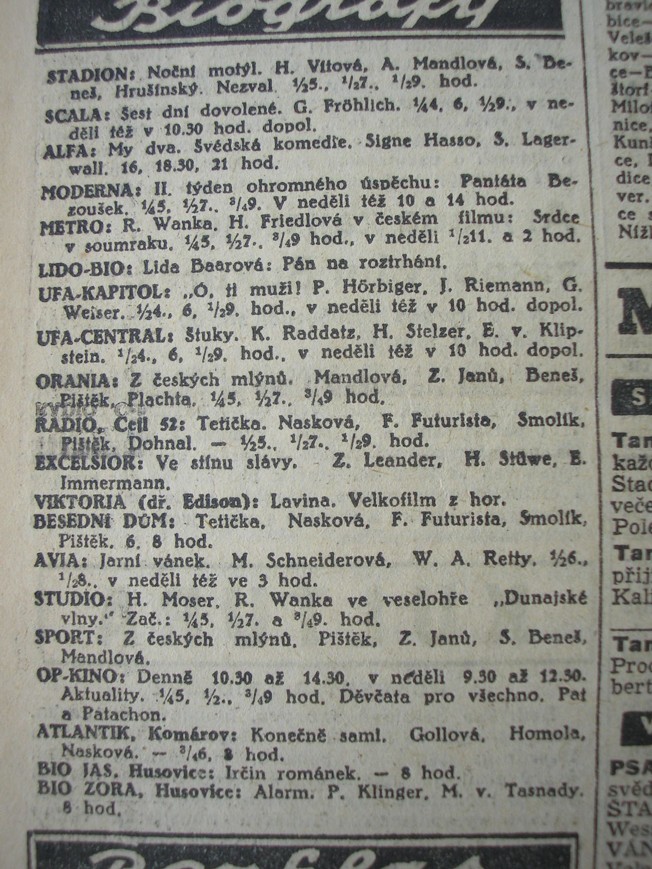 Biografy
STADION: Noční motýl. H. Vítová, A. Mandlová, S. Be-
neš, Hrušínský. Nezval. ½5., ½7., ½9. hod.
SCALA: Šest dní dovolené. G. Fröhlich. ¼4, 6, ½9., v ne-
děli též v 10.30 hod. dopol.
ALFA: My dva. Švédská komedie. Signe Hasso, S. Lager-
wall. 16, 18.30, 21 hod.
MODERNA: II. týden ohromného úspěchu: Pantáta Be-
zoušek. ¼5, ½7., ¾9. V neděli též 10 a 14 hod.
METRO: R. Wanka, H. Friedlová v českém filmu: Srdce
v soumraku. ¼5, ½7., ¾9 hod., v neděli ½11. a 2 hod.
LIDO-BIO: Lída Baarová: Pán na roztrhání.
UFA-KAPITOL: „Ó, ti muži! P. Hörbiger, J. Riemann, G.
Weiser. ½4., 6, ½9. hod., v neděli též v 10 hod. dopol.
UFA-CENTRAL: Štuky. K. Raddatz, H. Stelzer, E. v. Klip-
stein. ½4., 6, ½9. hod., v neděli též v 10 hod. dopol.
ORANIA: Z českých mlýnů. Mandlová, Z. Janů, Beneš,
Pištěk, Plachta. ¼5, ½7., ¾9 hod.
RADIO, Cejl 52: Tetička. Nasková, F. Futurista, Smolík,
Pištěk, Dohnal. — ½5., ½7., ½9. hod.
EXCELSIOR: Ve stínu slávy. Z. Leander, H. Stüwe, E.
Immermann.
VIKTORIA (dř. Edison): Lavina. Velkofilm z hor.
BESEDNÍ DŮM: Tetička, Nasková, F. Futurista, Smolík,
Pištěk. 6, 8 hod.
AVIA: Jarní vánek. M. Schneiderová, W. A. Retty. ½6.,
½8., v neděli též ve 3 hod.
STUDIO: H. Moser, R. Wanka ve veselohře „Dunajské
vlny.“ Zač.: ¼5, ½7. a ¾9. hod.
SPORT: Z českých mlýnů. Pištěk, Z. Janů, S. Beneš,
Mandlová.
OP-KINO: Denně 10.30 až 14.30, v neděli 9.30 až 12.30.
Aktuality. ¼5, ½., ¾9 hod. Děvčata pro všechno. Pat
a Patachon.
ATLANTIK, Komárov: Konečně sami. Gollová, Homola,
Nasková. — ¾6, 8 hod.
BIO JAS, Husovice: Irčin románek. — 8 hod.
BIO ZORA, Husovice: Alarm. P. Klinger, M. v. Tasnady.
8 hod.